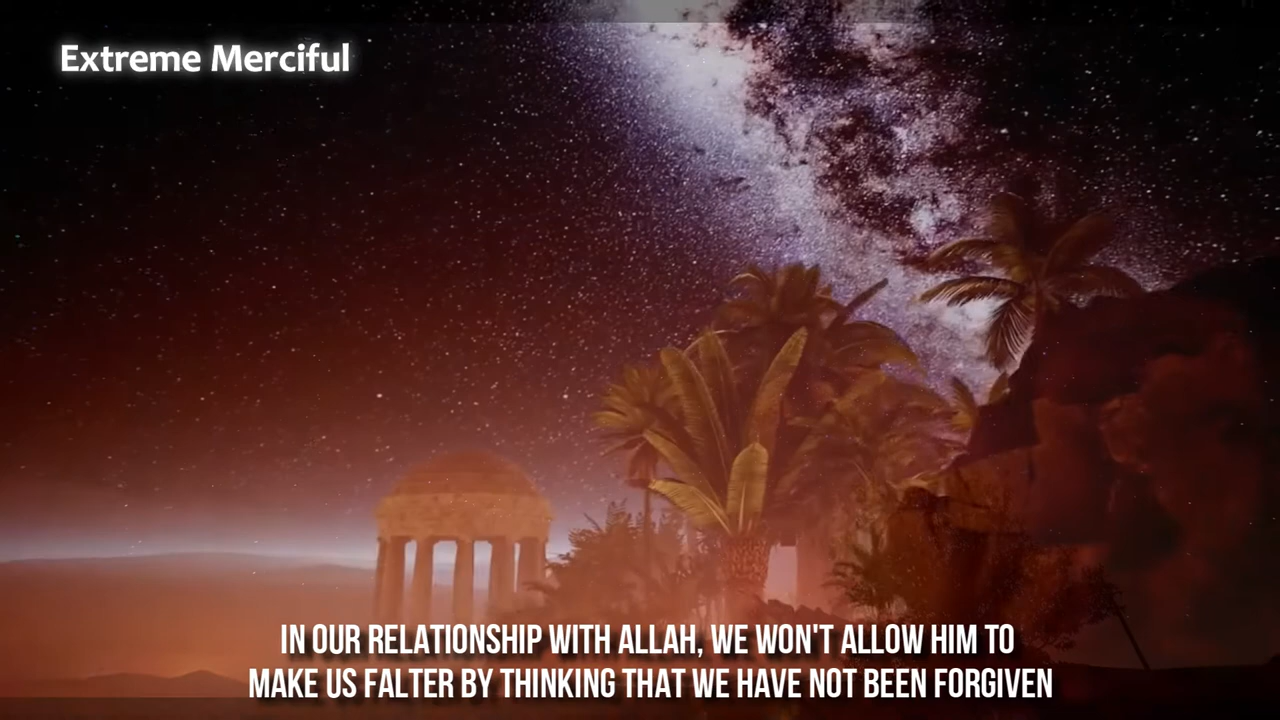 Extreme Merciful
IN OUR RELATIONSHIP WITH ALLAH, WE WON'T ALLOW HIM TO
MAKE US FALTER BY THINKING THAT WE HAVE NOT BEEN FORGIVEN